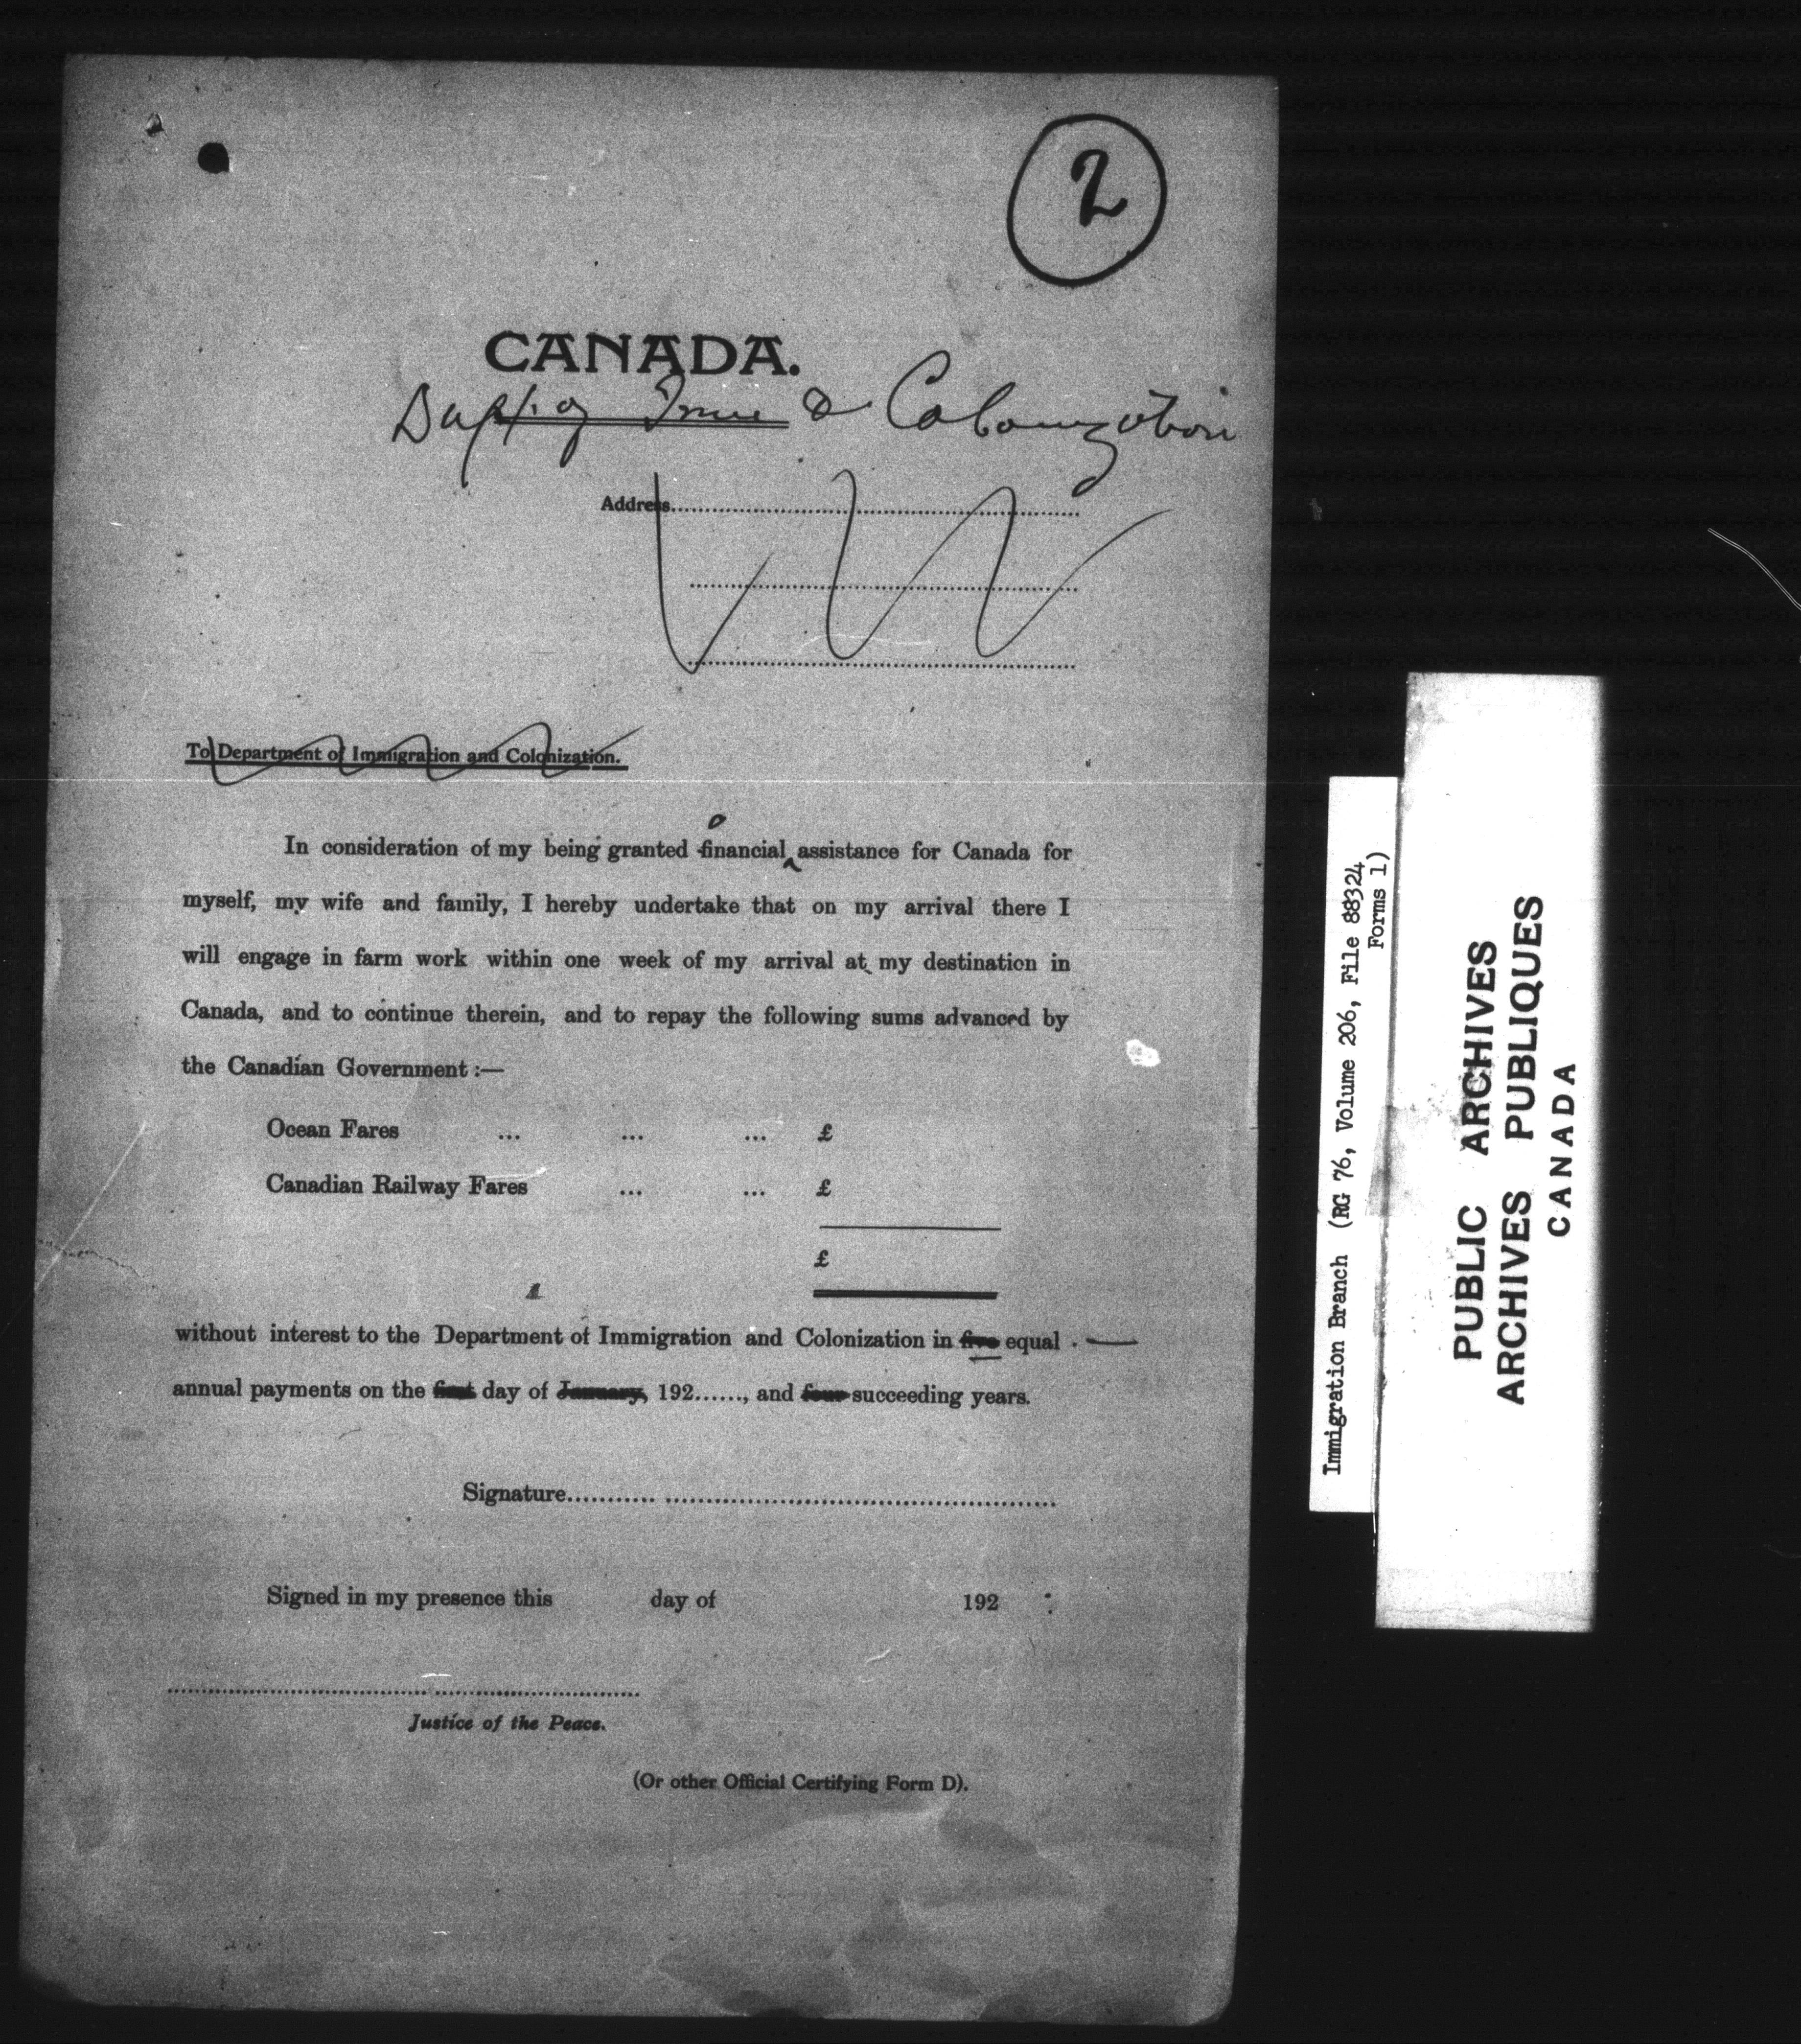 2
CANADA.
Dept. of Imm & Colonization
Address
To Department of Immigration and Colonization.
In consideration of my being granted financial assistance for Canada for
myself, my wife and family, I hereby undertake that on my arrival there I
will engage in farm work within one week of my arrival at my destination in
Canada, and to continue therein, and to repay the following sums advanced by
the Canadian Government :—
Ocean Fares ... ... ... £
Canadian Railway Fares ... ... £
£
without interest to the Department of Immigration and Colonization in five equal
annual payments on the first day of January, 192......, and four succeeding years.
Signature
Signed in my presence this day of 192 :
Justice of the Peace.
(Or other Official Certifying Form D).
Immigration Branch (RG 76, Volume 206, File 88324
Forms 1)
PUBLIC ARCHIVES
ARCHIVES PUBLIQUES
CANADA